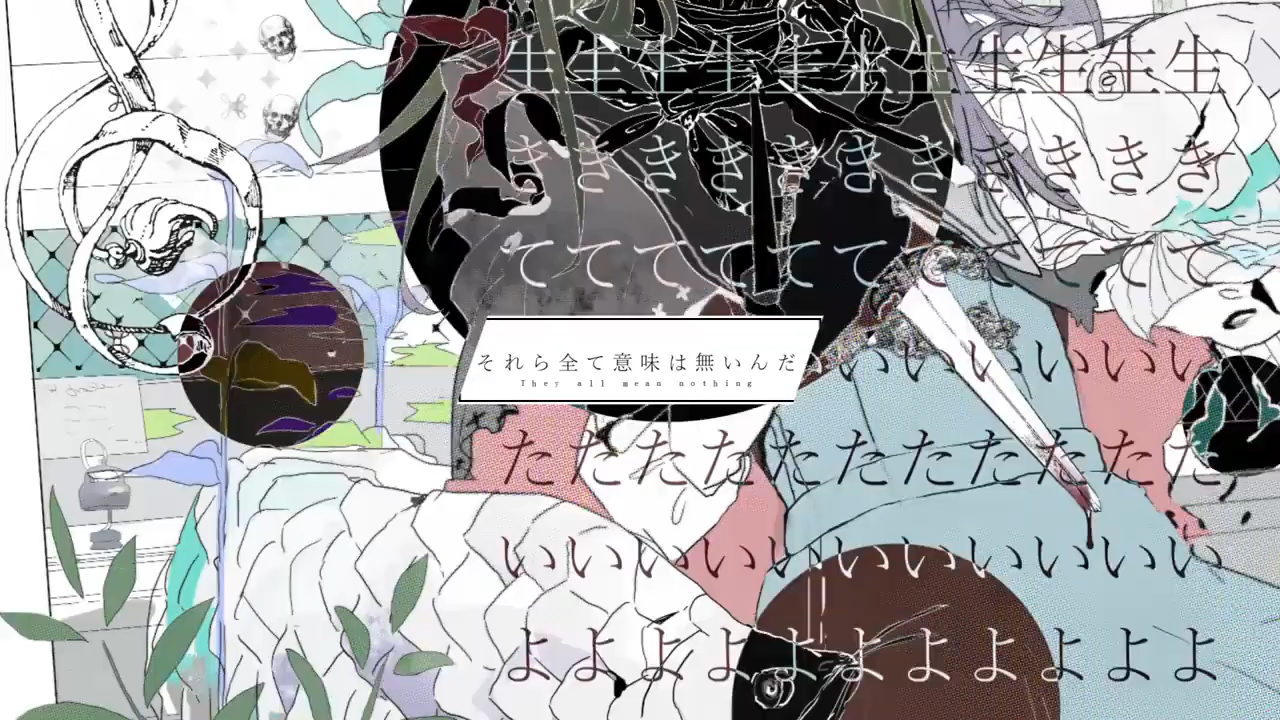 生生生生生生生生生生生
ききききききききききき
ててててててててててて
それら全て意味は無いんだ
They all mean nothing
いいいいいいい
たたたたたたたたたたた
いいいいいいいいいいい
よよよよよよよよよよよ